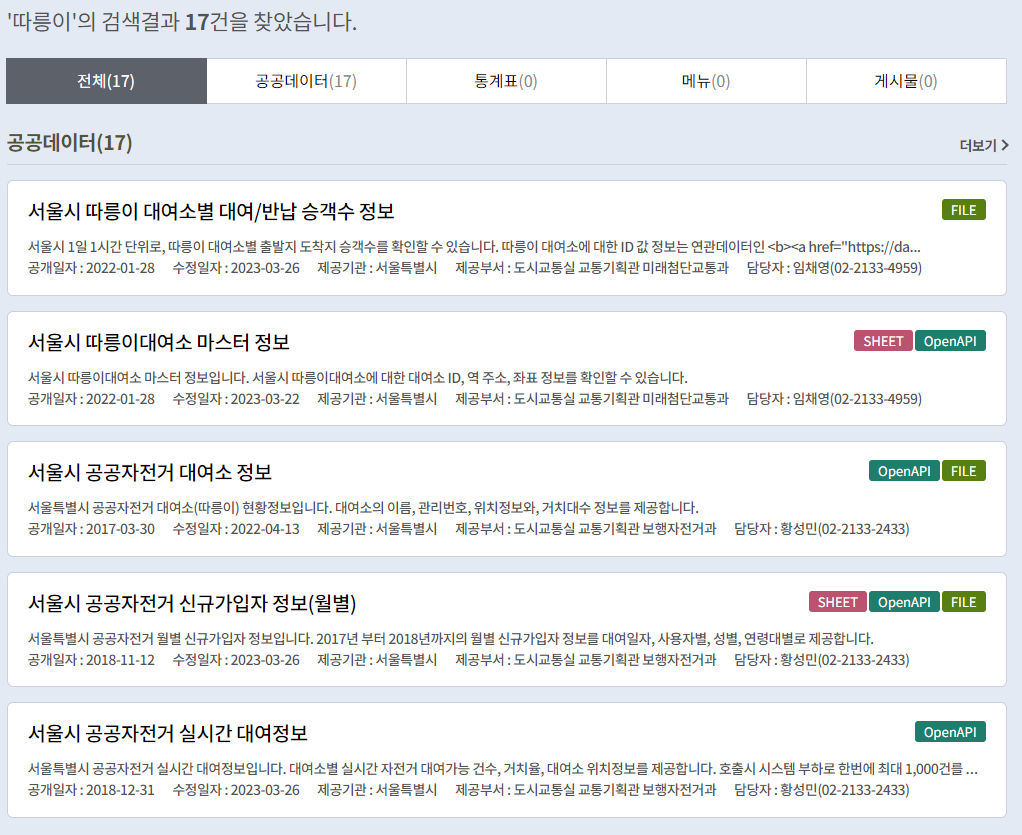 '따릉이'의 검색결과 17건을 찾았습니다.
전체(17) 공공데이터(17) 통계표(0) 메뉴(0) 게시물(0)
공공데이터(17) 더보기 >
서울시 따릉이 대여소별 대여/반납 승객수 정보 FILE
서울시 1일 1시간 단위로, 따릉이 대여소별 출발지 도착지 승객수를 확인할 수 있습니다. 따릉이 대여소에 대한 ID 값 정보는 연관데이터인 <b><a href="https://da...
공개일자 : 2022-01-28 수정일자 : 2023-03-26 제공기관 : 서울특별시 제공부서 : 도시교통실 교통기획관 미래첨단교통과 담당자 : 임채영(02-2133-4959)
서울시 따릉이대여소 마스터 정보 SHEET OpenAPI
서울시 따릉이대여소 마스터 정보입니다. 서울시 따릉이대여소에 대한 대여소 ID, 역 주소, 좌표 정보를 확인할 수 있습니다.
공개일자 : 2022-01-28 수정일자 : 2023-03-22 제공기관 : 서울특별시 제공부서 : 도시교통실 교통기획관 미래첨단교통과 담당자 : 임채영(02-2133-4959)
서울시 공공자전거 대여소 정보 OpenAPI FILE
서울특별시 공공자전거 대여소(따릉이) 현황정보입니다. 대여소의 이름, 관리번호, 위치정보와, 거치대수 정보를 제공합니다.
공개일자 : 2017-03-30 수정일자 : 2022-04-13 제공기관 : 서울특별시 제공부서 : 도시교통실 교통기획관 보행자전거과 담당자 : 황성민(02-2133-2433)
서울시 공공자전거 신규가입자 정보(월별) SHEET OpenAPI FILE
서울특별시 공공자전거 월별 신규가입자 정보입니다. 2017년 부터 2018년까지의 월별 신규가입자 정보를 대여일자, 사용자별, 성별, 연령대별로 제공합니다.
공개일자 : 2018-11-12 수정일자 : 2023-03-26 제공기관 : 서울특별시 제공부서 : 도시교통실 교통기획관 보행자전거과 담당자 : 황성민(02-2133-2433)
서울시 공공자전거 실시간 대여정보 OpenAPI
서울특별시 공공자전거 실시간 대여정보입니다. 대여소별 실시간 자전거 대여가능 건수, 거치율, 대여소 위치정보를 제공합니다. 호출시 시스템 부하로 한번에 최대 1,000건를 ...
공개일자 : 2018-12-31 수정일자 : 2023-03-26 제공기관 : 서울특별시 제공부서 : 도시교통실 교통기획관 보행자전거과 담당자 : 황성민(02-2133-2433)